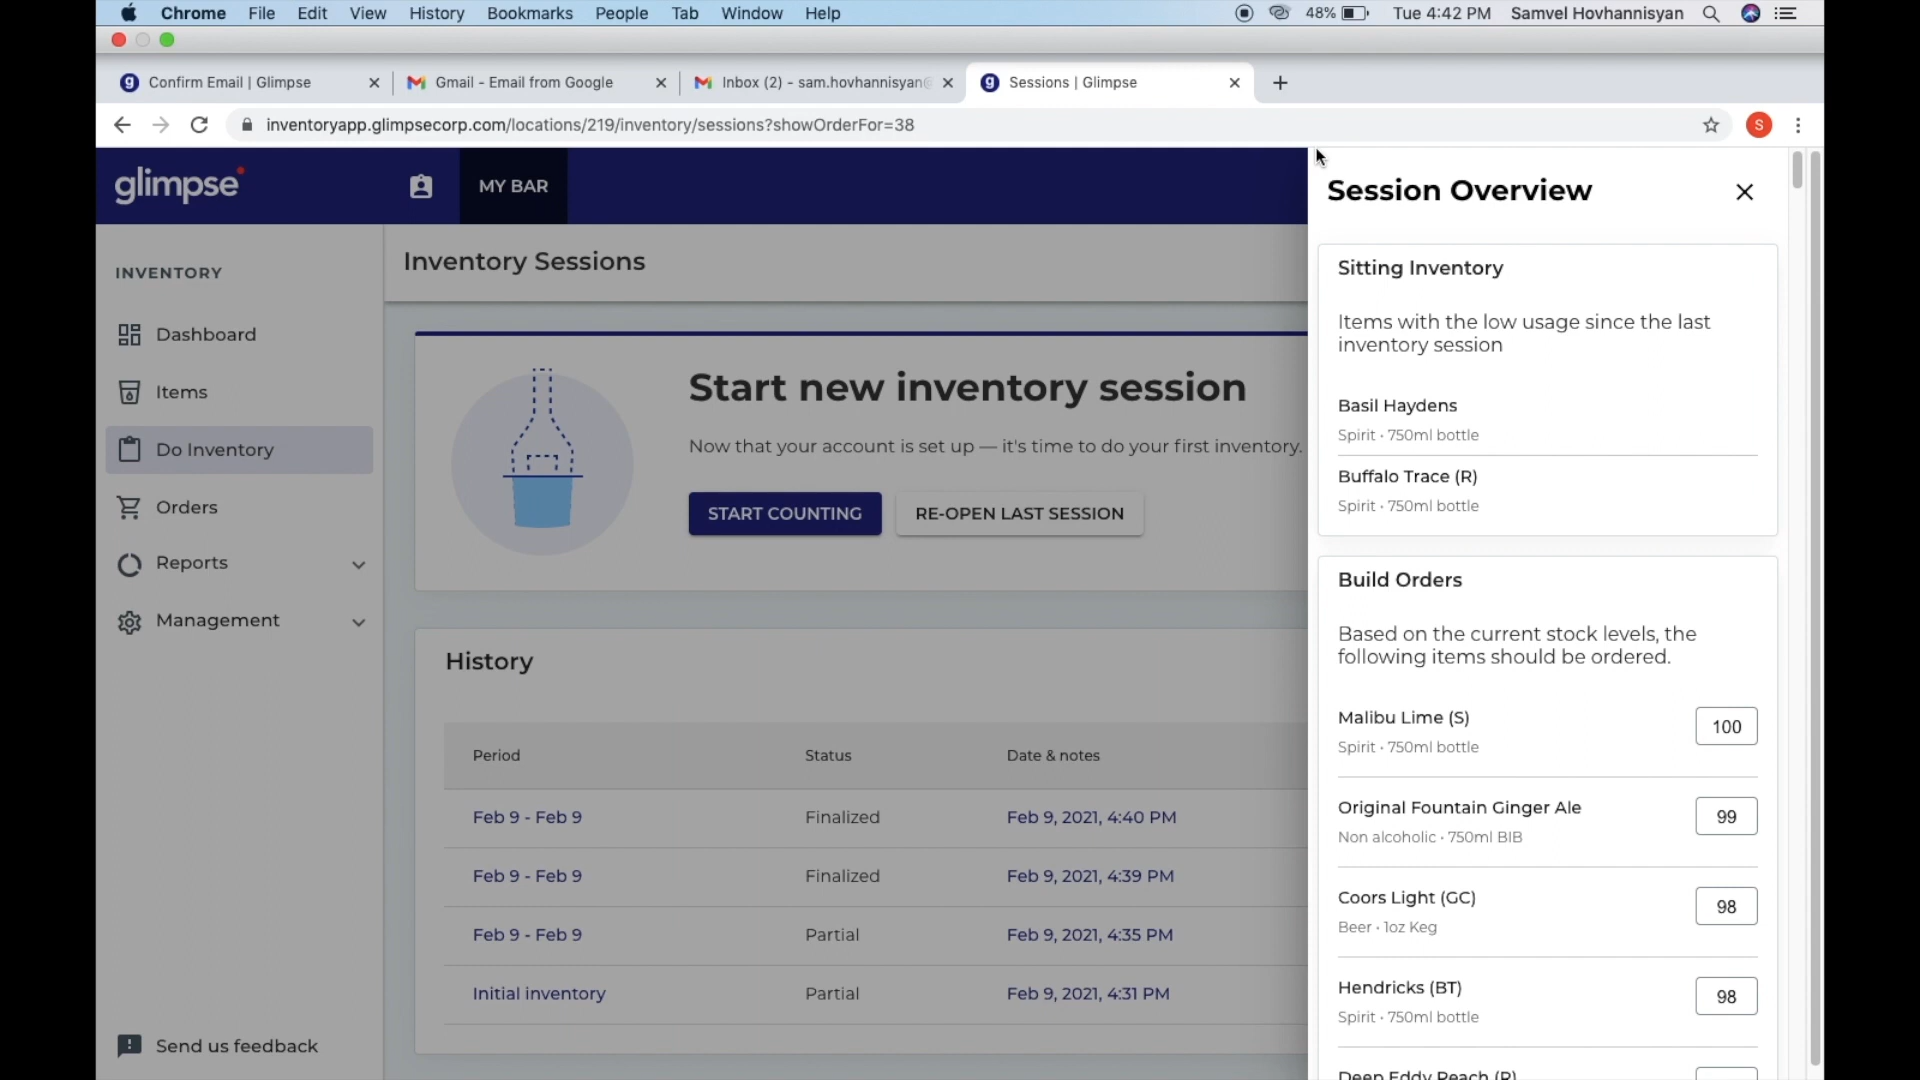 Chrome File Edit View History Bookmarks People Tab Window Help 48% Tue 4:42 PM Samvel Hovhannisyan
Confirm Email | Glimpse
Gmail - Email from Google
Inbox (2) - sam.hovhannisyan@
Sessions | Glimpse
inventoryapp.glimpsecorp.com/locations/219/inventory/sessions?showOrderFor=38
S
glimpse
MY BAR
INVENTORY
Dashboard
Items
Do Inventory
Orders
Reports
Management
Send us feedback
Inventory Sessions
Start new inventory session
Now that your account is set up — it's time to do your first inventory.
START COUNTING
RE-OPEN LAST SESSION
History
Period Status Date & notes
Feb 9 - Feb 9 Finalized Feb 9, 2021, 4:40 PM
Feb 9 - Feb 9 Finalized Feb 9, 2021, 4:39 PM
Feb 9 - Feb 9 Partial Feb 9, 2021, 4:35 PM
Initial inventory Partial Feb 9, 2021, 4:31 PM
Session Overview
Sitting Inventory
Items with the low usage since the last
inventory session
Basil Haydens
Spirit • 750ml bottle
Buffalo Trace (R)
Spirit • 750ml bottle
Build Orders
Based on the current stock levels, the
following items should be ordered.
Malibu Lime (S)
Spirit • 750ml bottle
100
Original Fountain Ginger Ale
Non alcoholic • 750ml BIB
99
Coors Light (GC)
Beer • 1oz Keg
98
Hendricks (BT)
Spirit • 750ml bottle
98
Deep Eddy Peach (R)